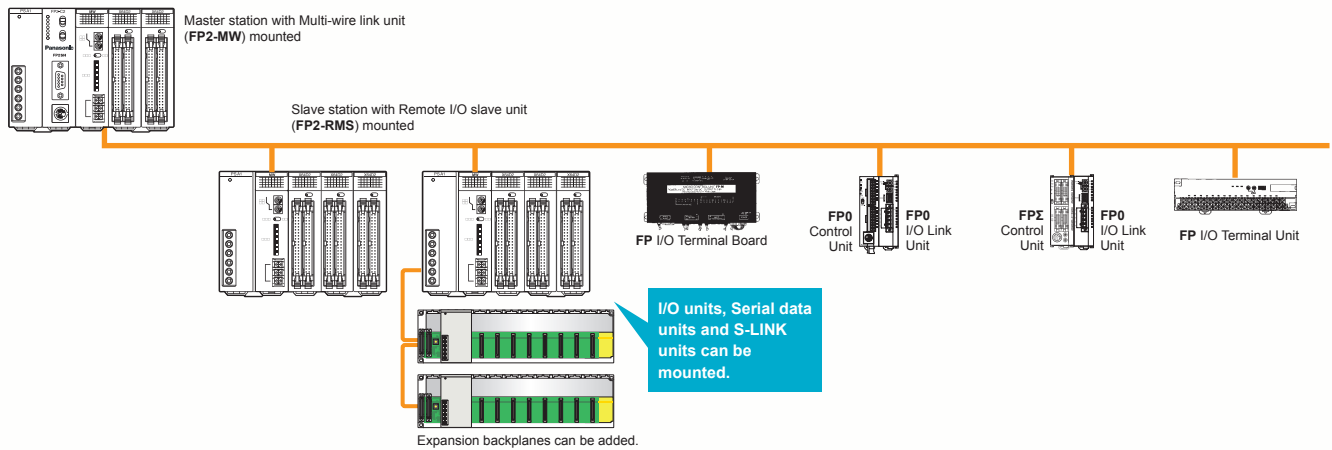 Master station with Multi-wire link unit
(FP2-MW) mounted
Panasonic
Slave station with Remote I/O slave unit
(FP2-RMS) mounted
FP I/O Terminal Board
FP0
Control
Unit
FP0
I/O Link
Unit
FPΣ
Control
Unit
FP0
I/O Link
Unit
FP I/O Terminal Unit
I/O units, Serial data
units and S-LINK
units can be
mounted.
Expansion backplanes can be added.